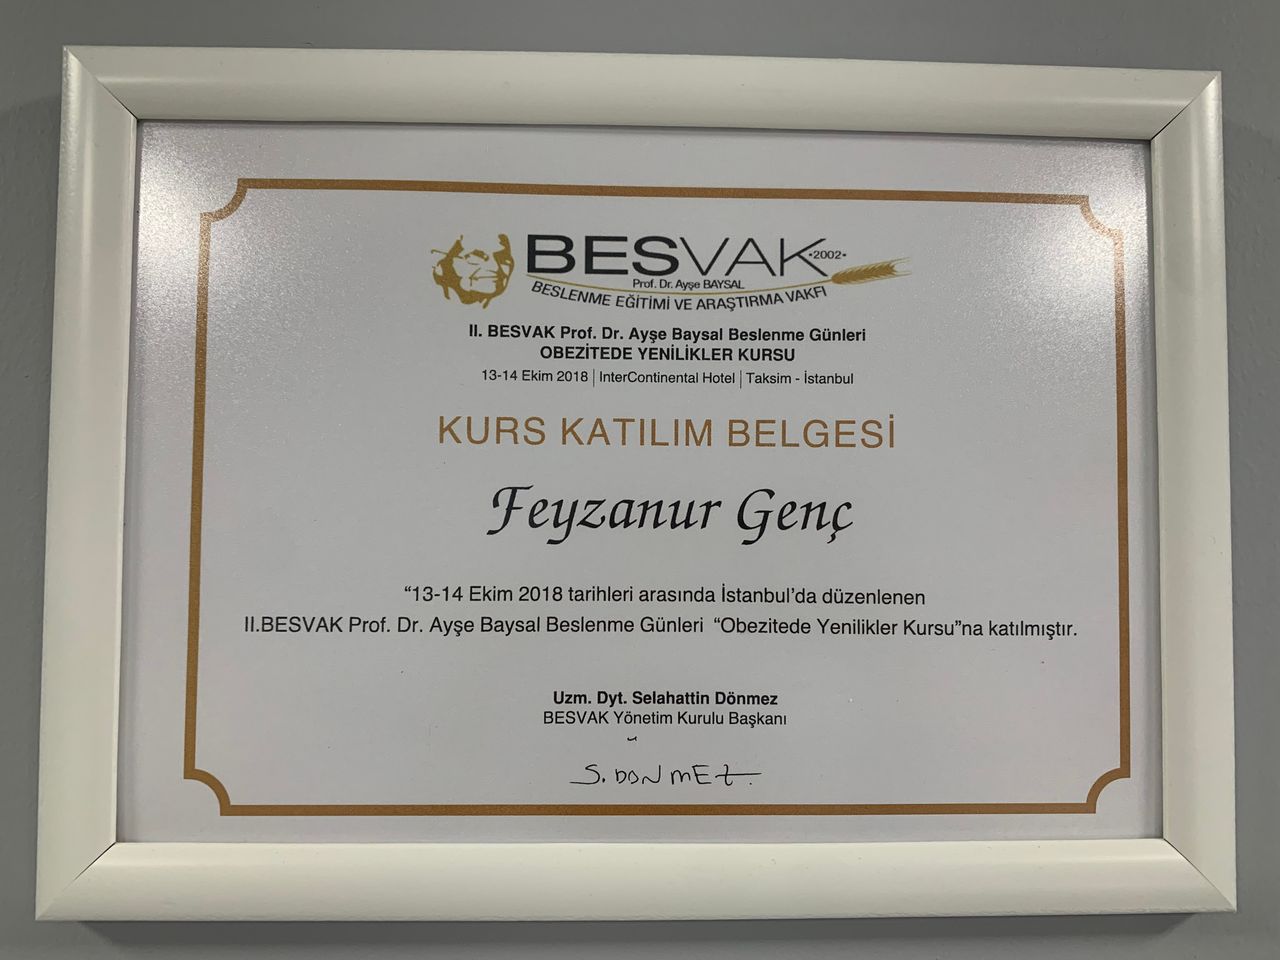 BESVAK
·2002·
Prof. Dr. Ayşe BAYSAL
BESLENME EĞİTİMİ VE ARAŞTIRMA VAKFI
II. BESVAK Prof. Dr. Ayşe Baysal Beslenme Günleri
OBEZİTEDE YENİLİKLER KURSU
13-14 Ekim 2018 | InterContinental Hotel | Taksim - İstanbul
KURS KATILIM BELGESİ
Feyzanur Genç
“13-14 Ekim 2018 tarihleri arasında İstanbul’da düzenlenen
II.BESVAK Prof. Dr. Ayşe Baysal Beslenme Günleri “Obezitede Yenilikler Kursu”na katılmıştır.
Uzm. Dyt. Selahattin Dönmez
BESVAK Yönetim Kurulu Başkanı
S. DÖNMEZ